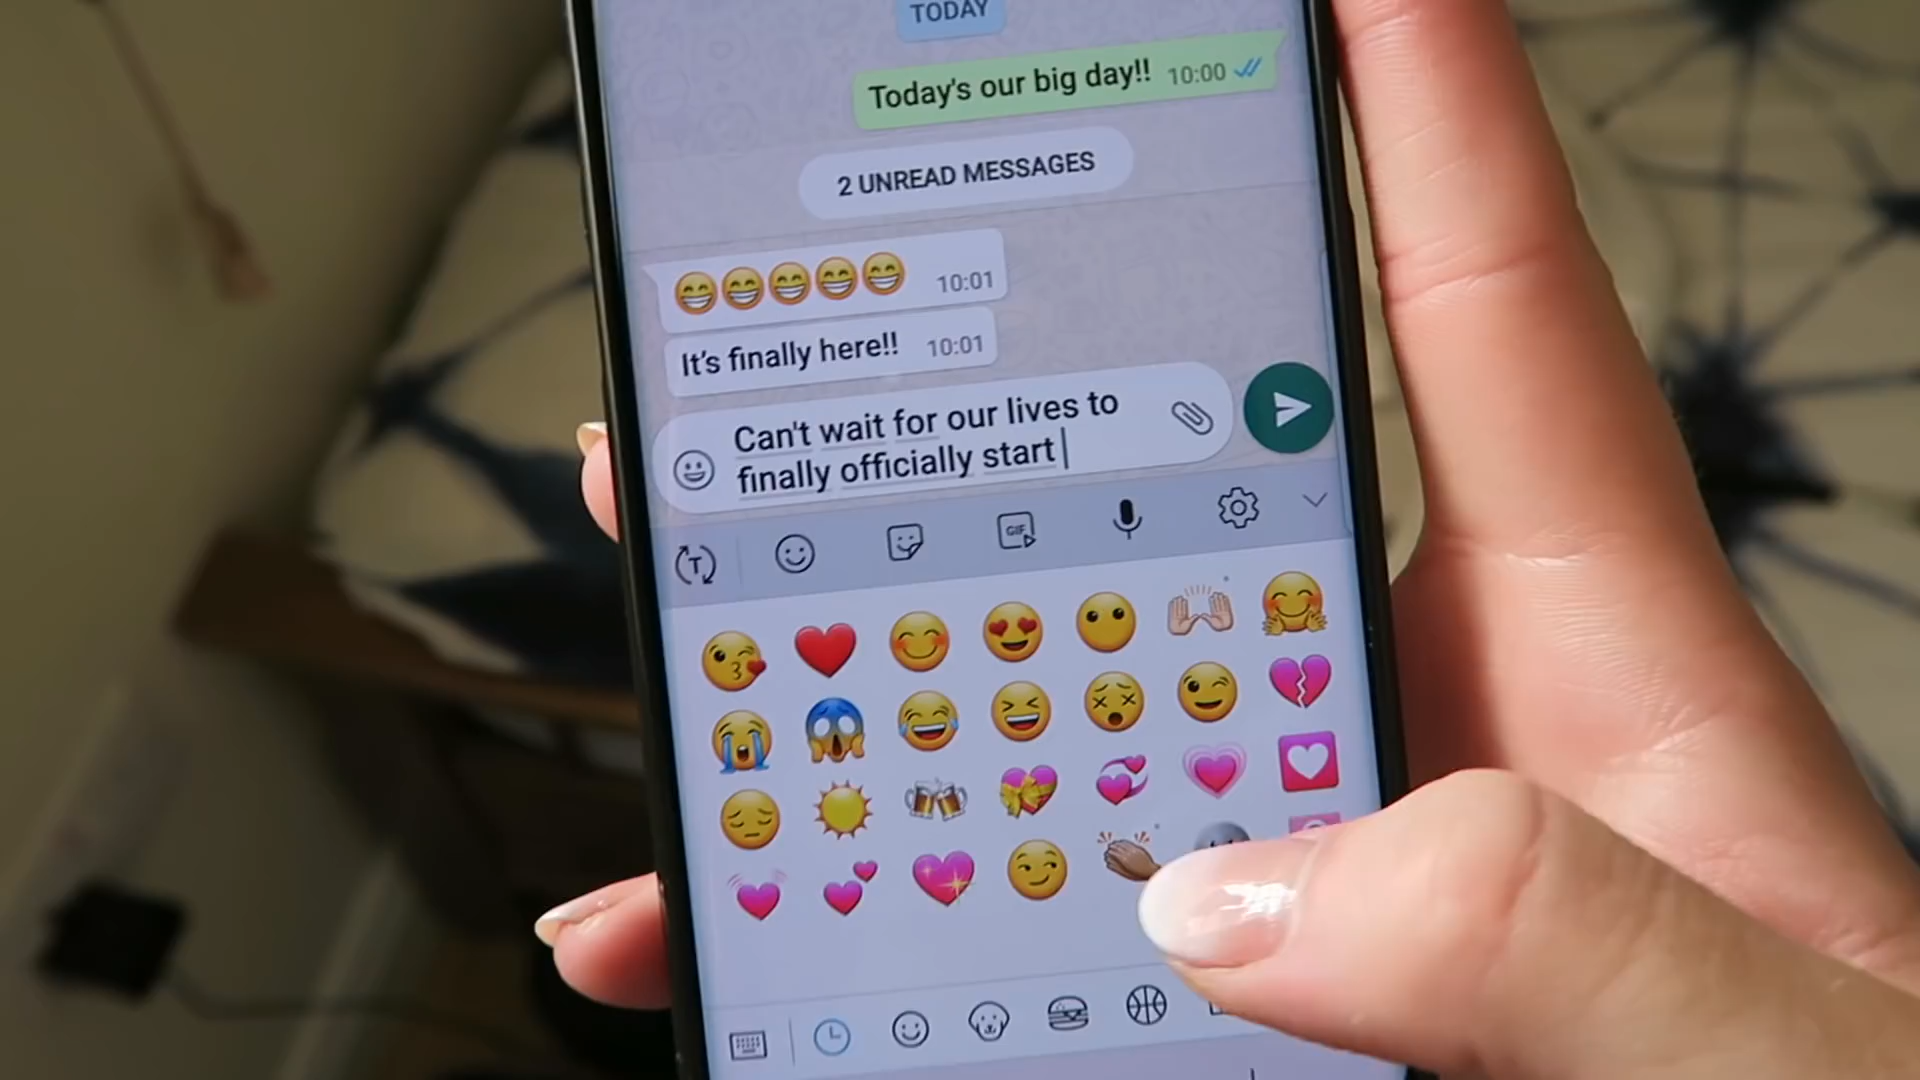 TODAY
Today's our big day!! 10:00
2 UNREAD MESSAGES
😁😁😁😁😁 10:01
It's finally here!! 10:01
Can't wait for our lives to
finally officially start
T
GIF